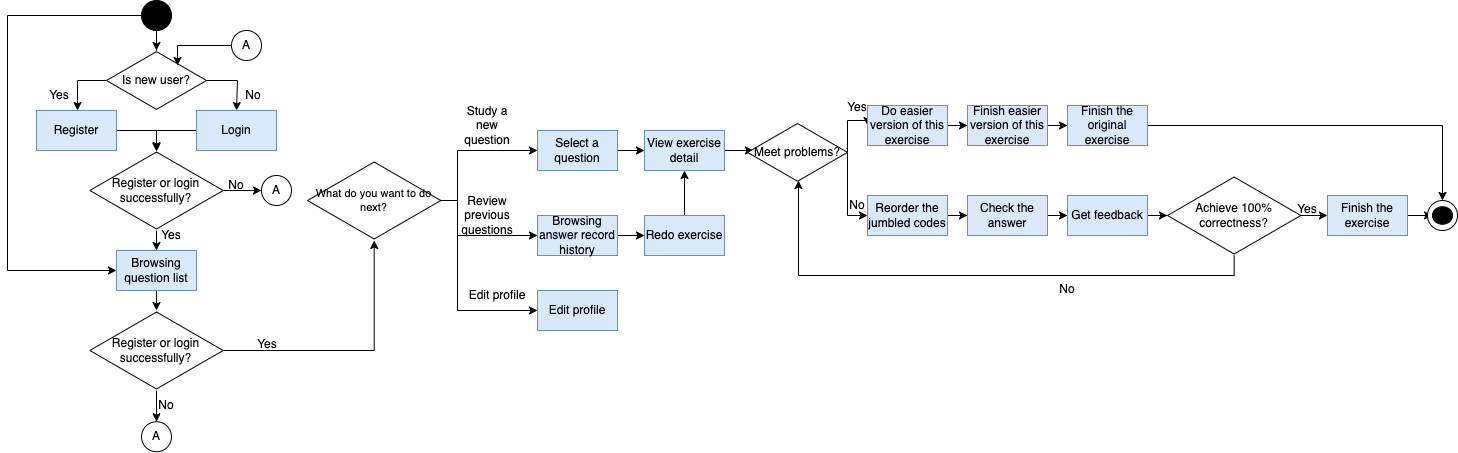 A
Is new user?
Yes
No
Register
Login
Register or login
successfully?
No
A
Yes
Browsing
question list
Register or login
successfully?
Yes
No
A
What do you want to do
next?
Study a
new
question
Select a
question
View exercise
detail
Review
previous
questions
Browsing
answer record
history
Redo exercise
Edit profile
Edit profile
Meet problems?
Yes
Do easier
version of this
exercise
Finish easier
version of this
exercise
Finish the
original
exercise
No
Reorder the
jumbled codes
Check the
answer
Get feedback
Achieve 100%
correctness?
Yes
Finish the
exercise
No